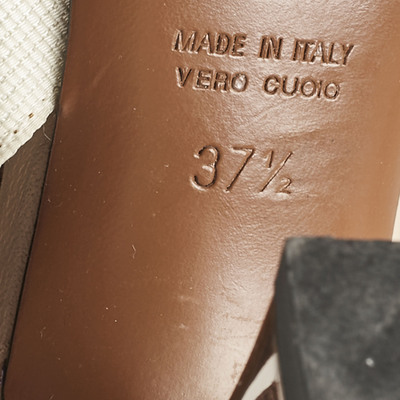 MADE IN ITALY
VERO CUOIO
37½